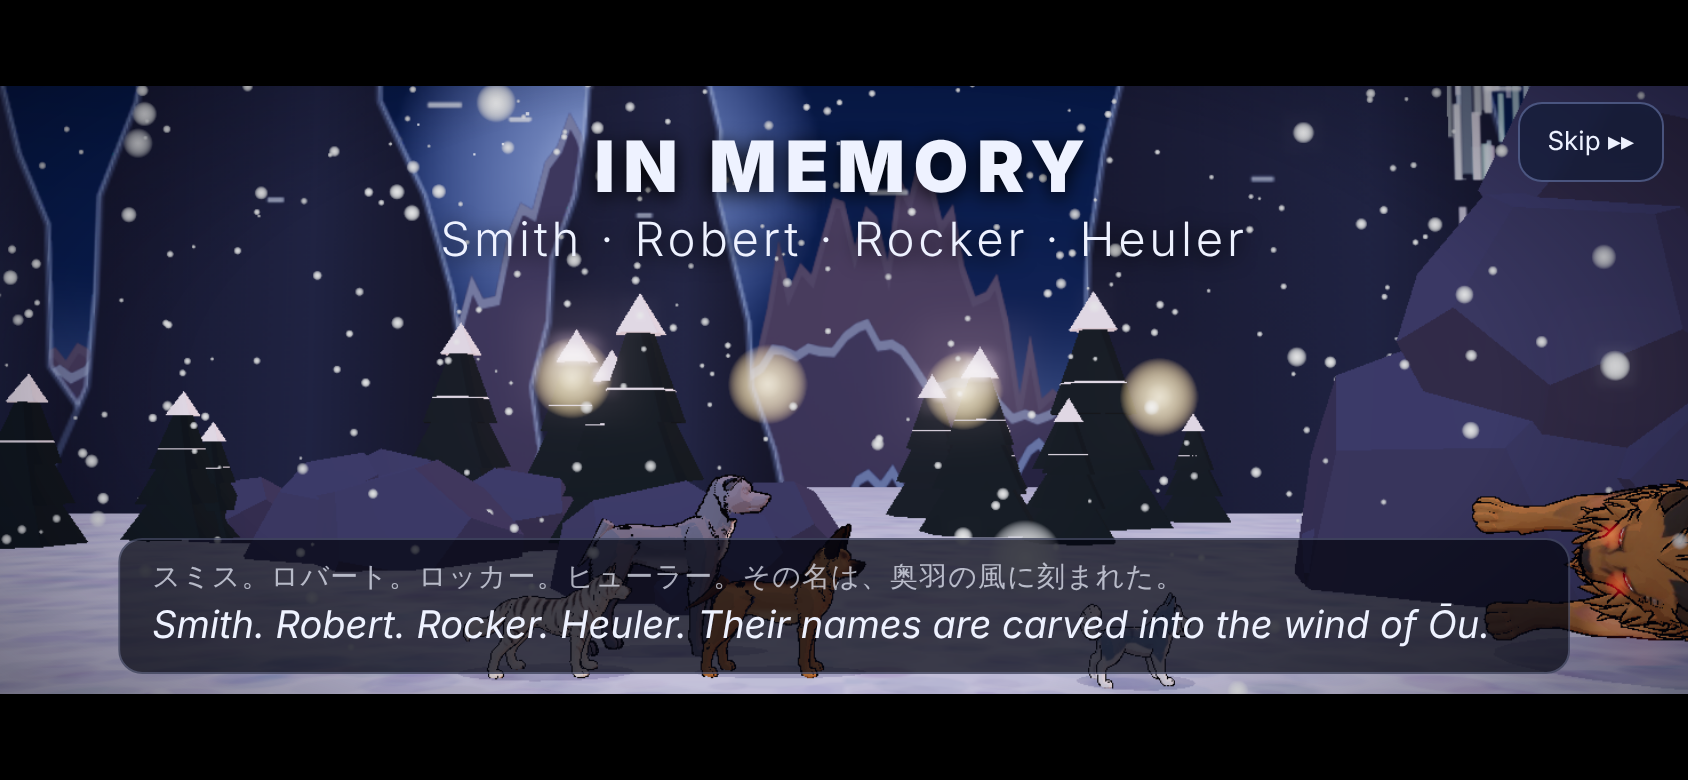 IN MEMORY
Smith · Robert · Rocker · Heuler
Skip ▸▸
スミス。ロバート。ロッカー。ヒューラー。その名は、奥羽の風に刻まれた。
Smith. Robert. Rocker. Heuler. Their names are carved into the wind of Ōu.